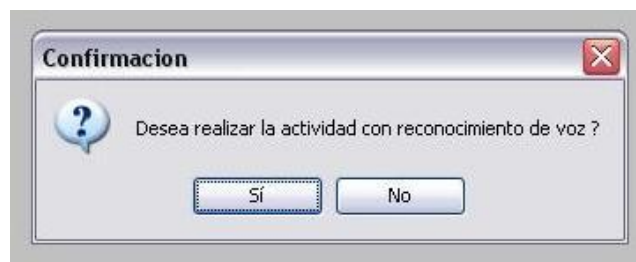 Confirmacion
Desea realizar la actividad con reconocimiento de voz ?
Sí
No